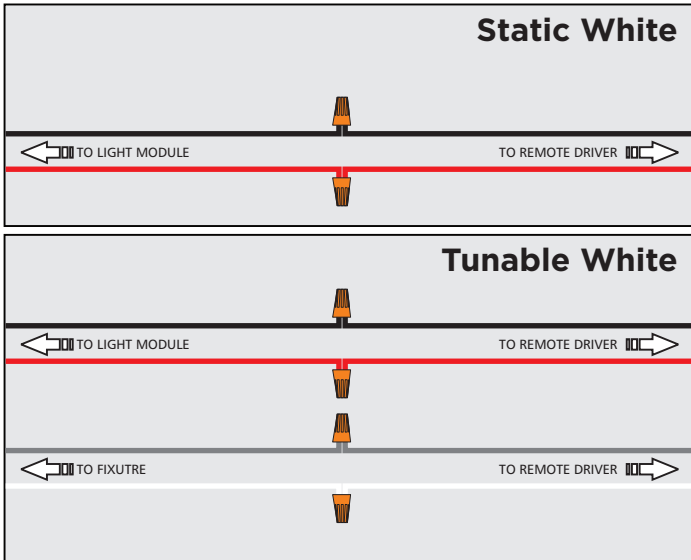 Static White
TO LIGHT MODULE
TO REMOTE DRIVER
Tunable White
TO LIGHT MODULE
TO REMOTE DRIVER
TO FIXUTRE
TO REMOTE DRIVER